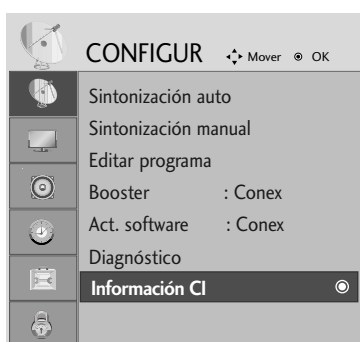 CONFIGUR Mover OK
Sintonización auto
Sintonización manual
Editar programa
Booster : Conex
Act. software : Conex
Diagnóstico
Información CI